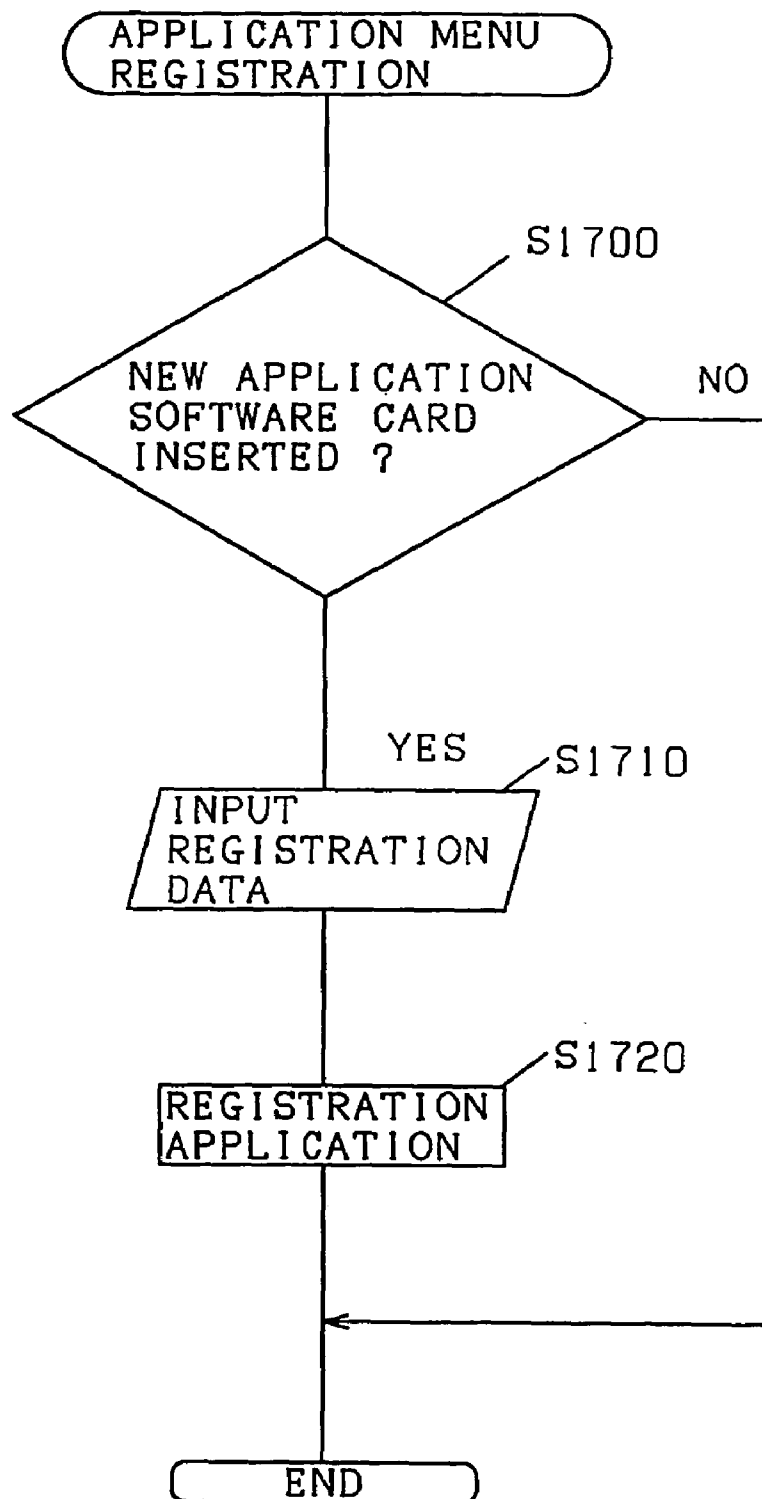 APPLICATION MENU
REGISTRATION
S1700
NEW APPLICATION
SOFTWARE CARD
INSERTED ?
NO
YES
S1710
INPUT
REGISTRATION
DATA
S1720
REGISTRATION
APPLICATION
END